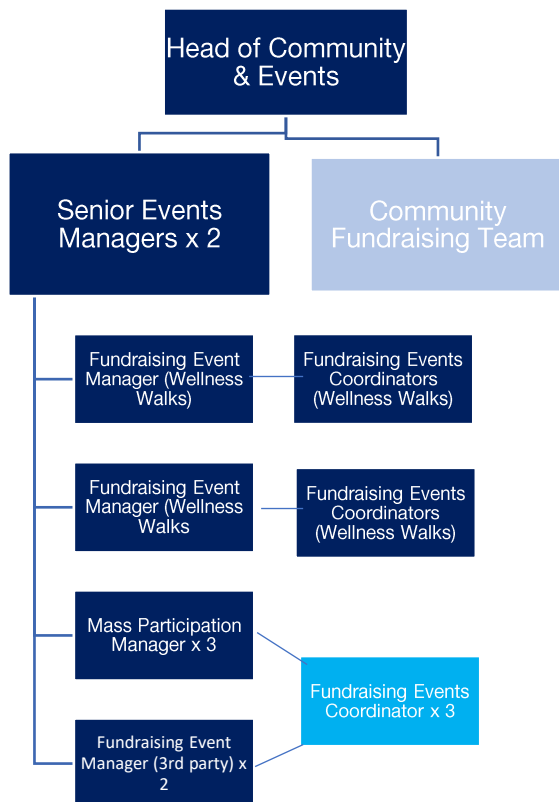 Head of Community
& Events
Senior Events
Managers x 2
Community
Fundraising Team
Fundraising Event
Manager (Wellness
Walks)
Fundraising Events
Coordinators
(Wellness Walks)
Fundraising Event
Manager (Wellness
Walks
Fundraising Events
Coordinators
(Wellness Walks)
Mass Participation
Manager x 3
Fundraising Events
Coordinator x 3
Fundraising Event
Manager (3rd party) x
2